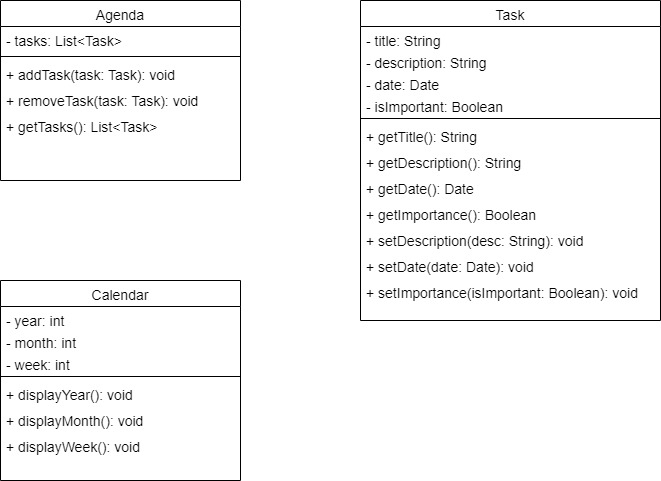 Agenda
- tasks: List<Task>
+ addTask(task: Task): void
+ removeTask(task: Task): void
+ getTasks(): List<Task>
Task
- title: String
- description: String
- date: Date
- isImportant: Boolean
+ getTitle(): String
+ getDescription(): String
+ getDate(): Date
+ getImportance(): Boolean
+ setDescription(desc: String): void
+ setDate(date: Date): void
+ setImportance(isImportant: Boolean): void
Calendar
- year: int
- month: int
- week: int
+ displayYear(): void
+ displayMonth(): void
+ displayWeek(): void